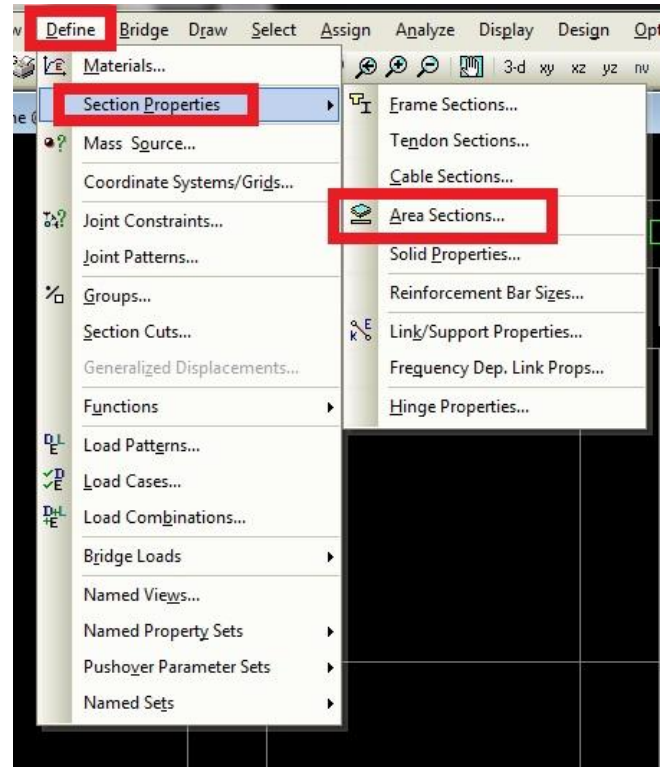 w Define Bridge Draw Select Assign Analyze Display Design Opt
3-d xy xz yz nv
Materials...
Section Properties
Mass Source...
Coordinate Systems/Grids...
Joint Constraints...
Joint Patterns...
Groups...
Section Cuts...
Generalized Displacements...
Functions
Load Patterns...
Load Cases...
Load Combinations...
Bridge Loads
Named Views...
Named Property Sets
Pushover Parameter Sets
Named Sets
Frame Sections...
Tendon Sections...
Cable Sections...
Area Sections...
Solid Properties...
Reinforcement Bar Sizes...
Link/Support Properties...
Frequency Dep. Link Props...
Hinge Properties...